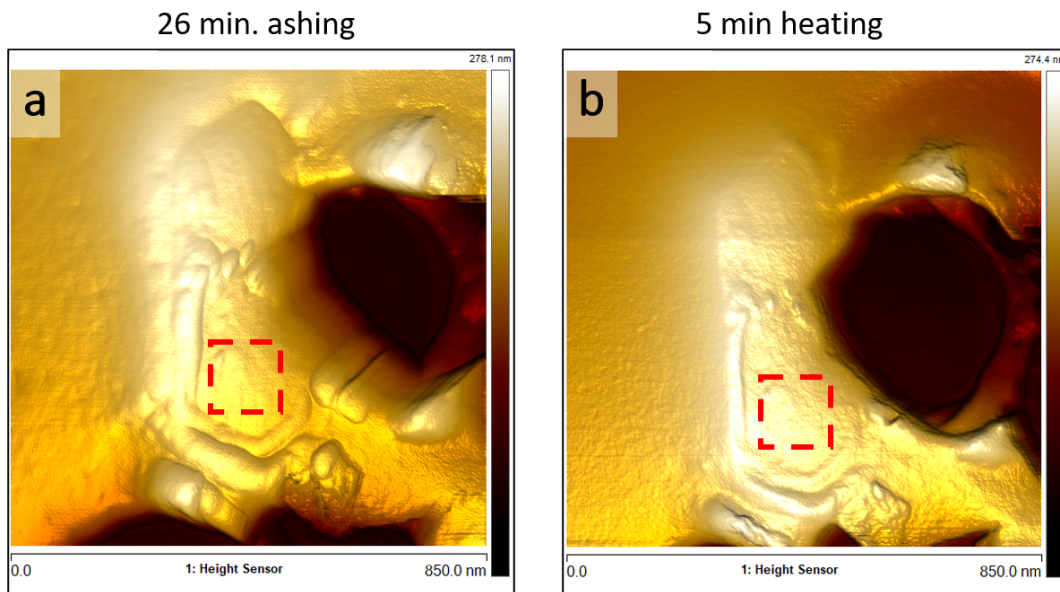 26 min. ashing
5 min heating
278.1 nm
274.4 nm
a
b
0.0
1: Height Sensor
850.0 nm
0.0
1: Height Sensor
850.0 nm